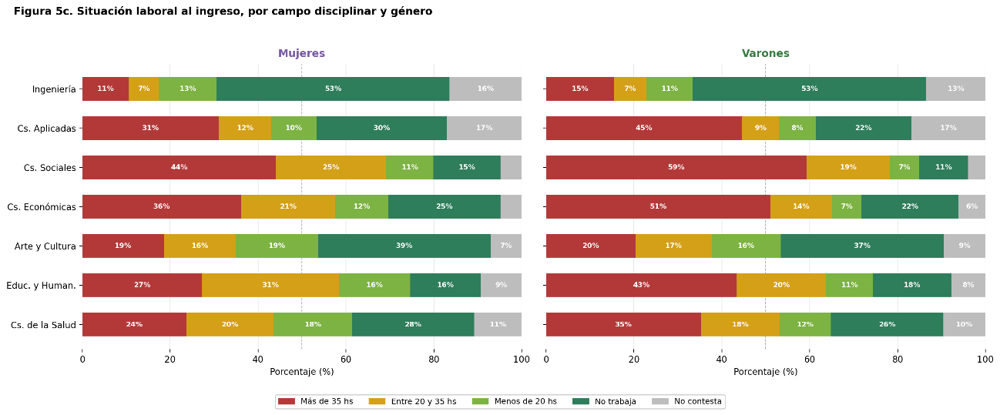 Figura 5c. Situación laboral al ingreso, por campo disciplinar y género
Mujeres
Varones
Ingeniería 11% 7% 13% 53% 16% 15% 7% 11% 53% 13%
Cs. Aplicadas 31% 12% 10% 30% 17% 45% 9% 8% 22% 17%
Cs. Sociales 44% 25% 11% 15% 59% 19% 7% 11%
Cs. Económicas 36% 21% 12% 25% 51% 14% 7% 22% 6%
Arte y Cultura 19% 16% 19% 39% 7% 20% 17% 16% 37% 9%
Educ. y Human. 27% 31% 16% 16% 9% 43% 20% 11% 18% 8%
Cs. de la Salud 24% 20% 18% 28% 11% 35% 18% 12% 26% 10%
0 20 40 60 80 100 0 20 40 60 80 100
Porcentaje (%) Porcentaje (%)
Más de 35 hs Entre 20 y 35 hs Menos de 20 hs No trabaja No contesta